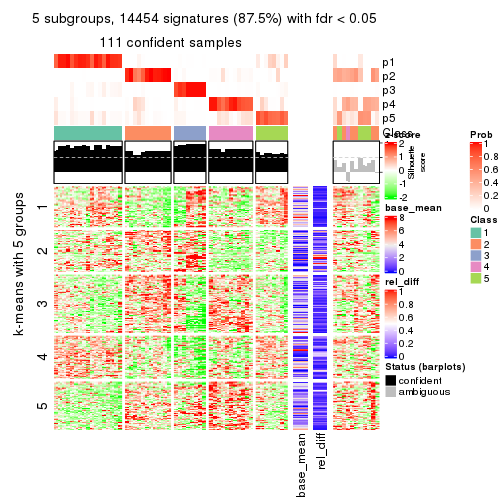 5 subgroups, 14454 signatures (87.5%) with fdr < 0.05
111 confident samples
p1
p2
p3
p4
p5
Class
Silhouette
score
k-means with 5 groups
1
2
3
4
5
base_mean
rel_diff
z-score
2
1
0
-1
-2
base_mean
8
6
4
2
0
rel_diff
1
0.8
0.6
0.4
0.2
0
Status (barplots)
confident
ambiguous
Prob
1
0.8
0.6
0.4
0.2
0
Class
1
2
3
4
5